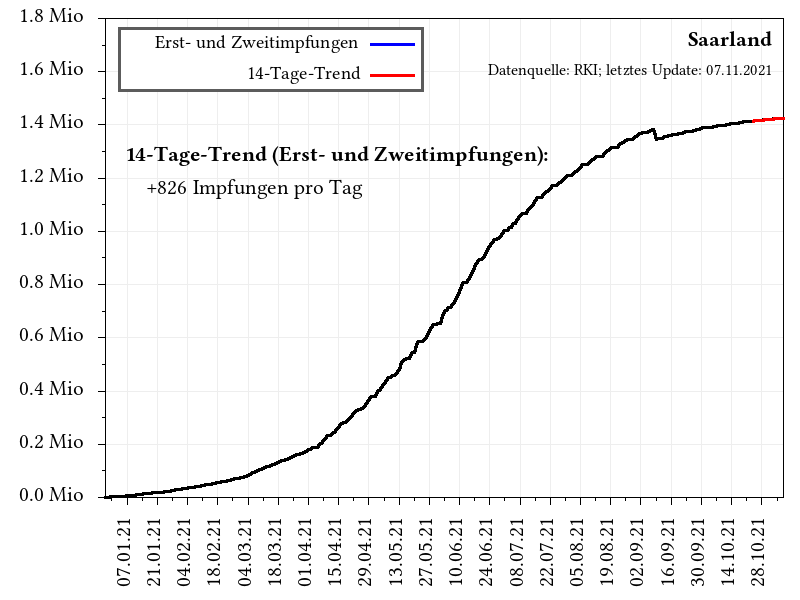 1.8 Mio
1.6 Mio
1.4 Mio
1.2 Mio
1.0 Mio
0.8 Mio
0.6 Mio
0.4 Mio
0.2 Mio
0.0 Mio
Erst- und Zweitimpfungen
14-Tage-Trend
Saarland
Datenquelle: RKI; letztes Update: 07.11.2021
14-Tage-Trend (Erst- und Zweitimpfungen):
+826 Impfungen pro Tag
07.01.21
21.01.21
04.02.21
18.02.21
04.03.21
18.03.21
01.04.21
15.04.21
29.04.21
13.05.21
27.05.21
10.06.21
24.06.21
08.07.21
22.07.21
05.08.21
19.08.21
02.09.21
16.09.21
30.09.21
14.10.21
28.10.21